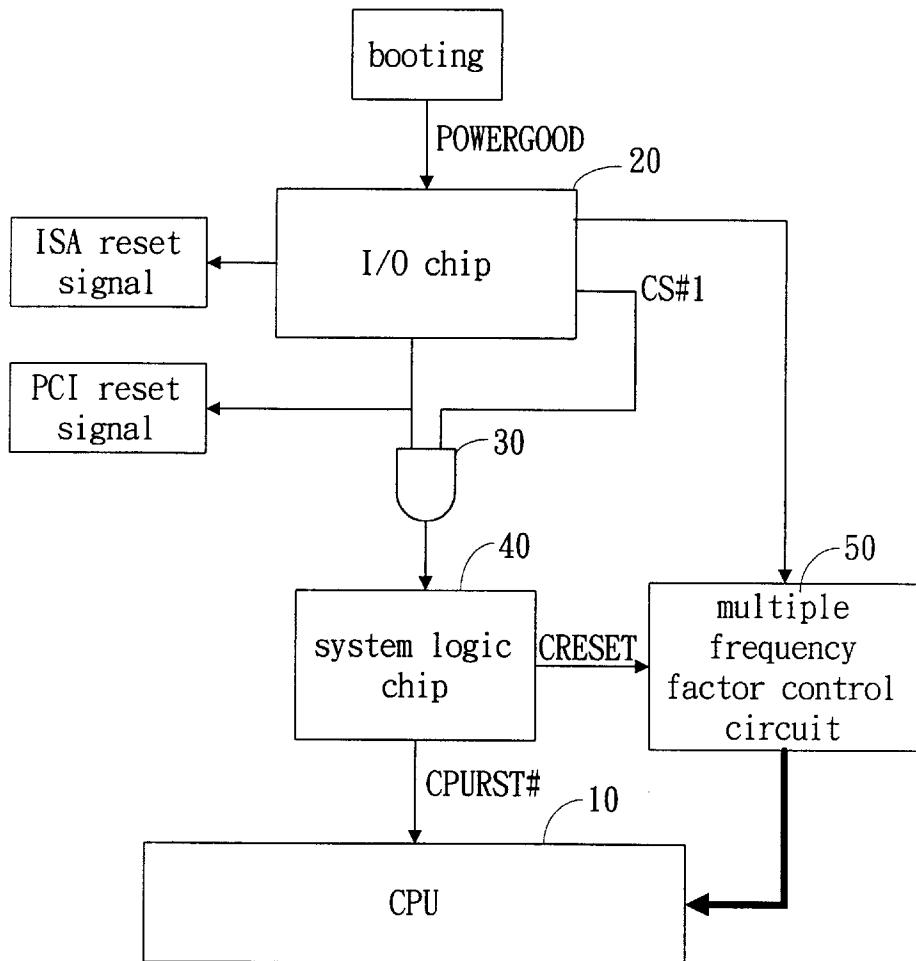 booting
POWERGOOD
20
I/O chip
ISA reset
signal
CS#1
PCI reset
signal
30
40
system logic
chip
CRESET
50
multiple
frequency
factor control
circuit
CPURST#
10
CPU